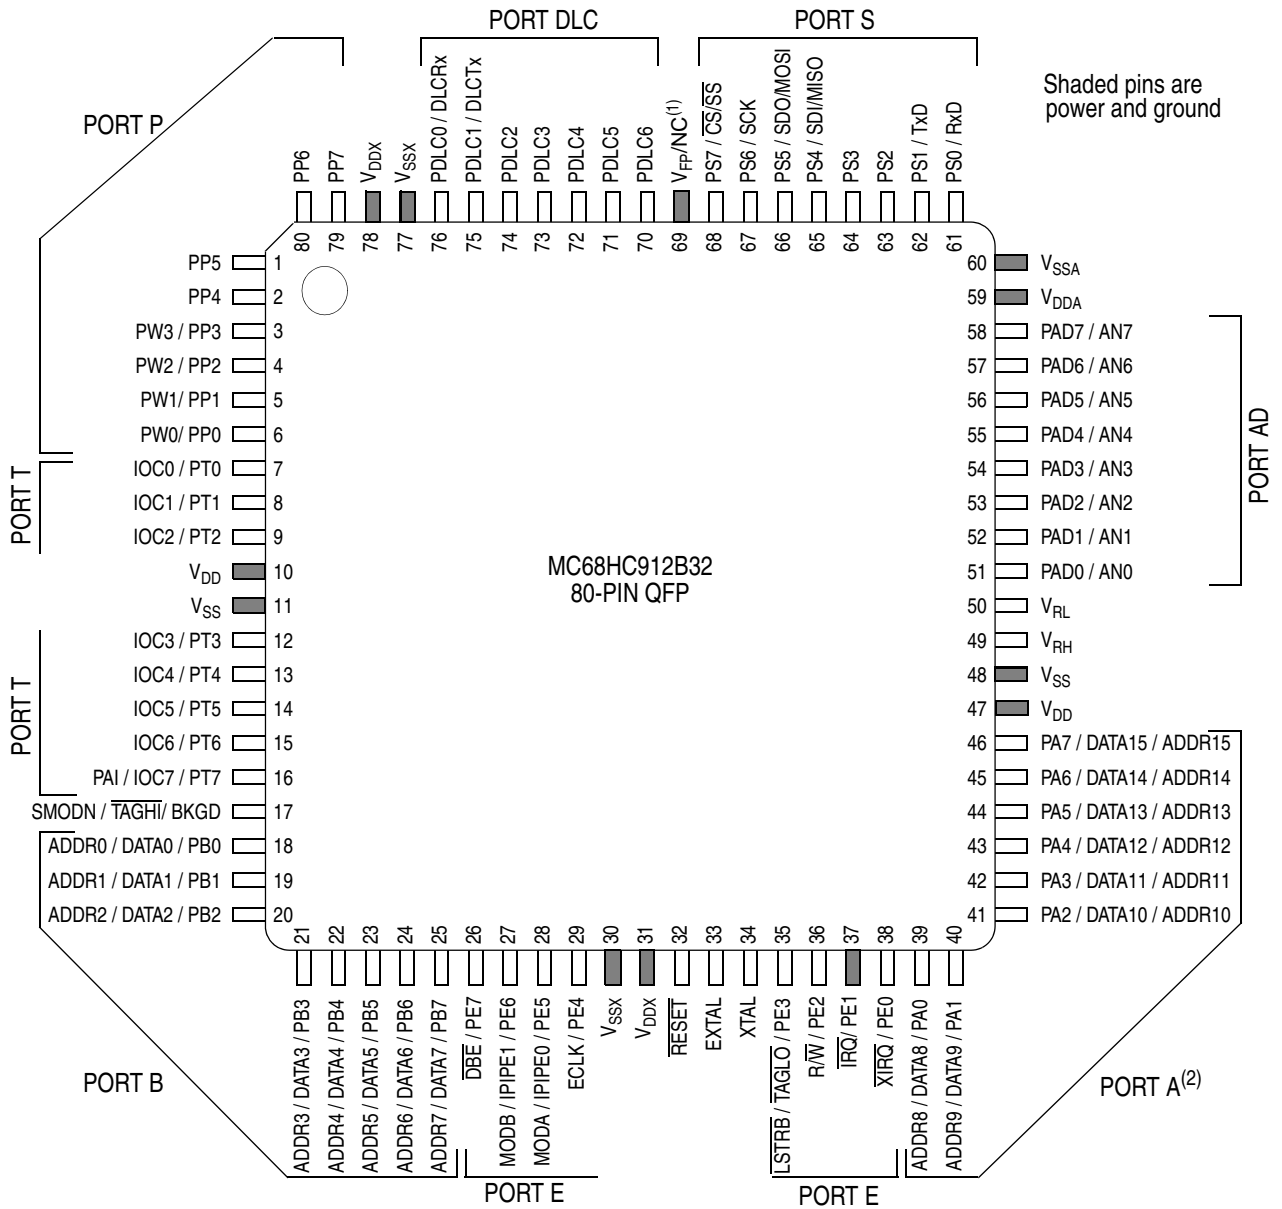 PORT DLC
PORT S
Shaded pins are
power and ground
PORT P
PP6
PP7
VDDX
VSSX
PDLC0 / DLCRx
PDLC1 / DLCTx
PDLC2
PDLC3
PDLC4
PDLC5
PDLC6
VFP/NC(1)
PS7 / CS/SS
PS6 / SCK
PS5 / SDO/MOSI
PS4 / SDI/MISO
PS3
PS2
PS1 / TxD
PS0 / RxD
80
79
78
77
76
75
74
73
72
71
70
69
68
67
66
65
64
63
62
61
PP5 1
PP4 2
PW3 / PP3 3
PW2 / PP2 4
PW1/ PP1 5
PW0/ PP0 6
PORT T
IOC0 / PT0 7
IOC1 / PT1 8
IOC2 / PT2 9
VDD 10
VSS 11
PORT T
IOC3 / PT3 12
IOC4 / PT4 13
IOC5 / PT5 14
IOC6 / PT6 15
PAI / IOC7 / PT7 16
SMODN / TAGHI/ BKGD 17
ADDR0 / DATA0 / PB0 18
ADDR1 / DATA1 / PB1 19
ADDR2 / DATA2 / PB2 20
MC68HC912B32
80-PIN QFP
60 VSSA
59 VDDA
58 PAD7 / AN7
57 PAD6 / AN6
56 PAD5 / AN5
55 PAD4 / AN4
54 PAD3 / AN3
53 PAD2 / AN2
52 PAD1 / AN1
51 PAD0 / AN0
PORT AD
50 VRL
49 VRH
48 VSS
47 VDD
46 PA7 / DATA15 / ADDR15
45 PA6 / DATA14 / ADDR14
44 PA5 / DATA13 / ADDR13
43 PA4 / DATA12 / ADDR12
42 PA3 / DATA11 / ADDR11
41 PA2 / DATA10 / ADDR10
21
22
23
24
25
26
27
28
29
30
31
32
33
34
35
36
37
38
39
40
ADDR3 / DATA3 / PB3
ADDR4 / DATA4 / PB4
ADDR5 / DATA5 / PB5
ADDR6 / DATA6 / PB6
ADDR7 / DATA7 / PB7
DBE / PE7
MODB / IPIPE1 / PE6
MODA / IPIPE0 / PE5
ECLK / PE4
VSSX
VDDX
RESET
EXTAL
XTAL
LSTRB / TAGLO / PE3
R/W / PE2
IRQ/ PE1
XIRQ / PE0
ADDR8 / DATA8 / PA0
ADDR9 / DATA9 / PA1
PORT B
PORT A(2)
PORT E
PORT E